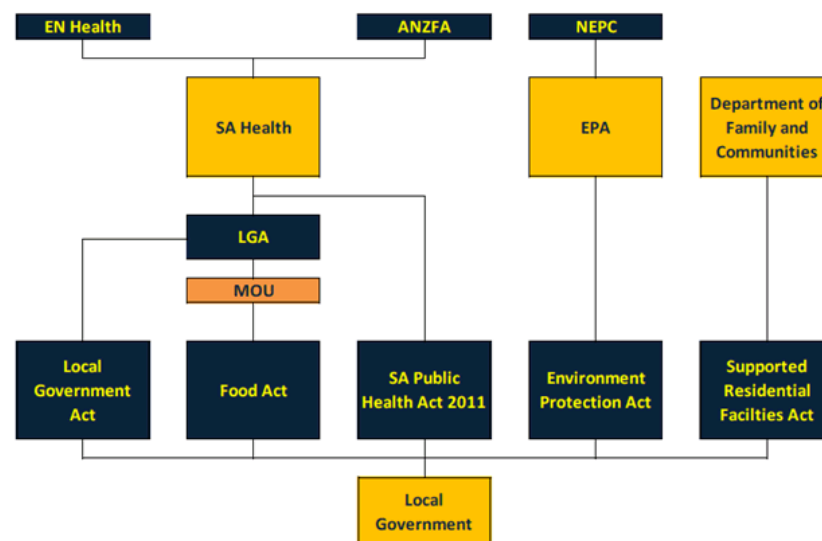 EN Health
ANZFA
NEPC
SA Health
EPA
Department of
Family and
Communities
LGA
MOU
Local
Government
Act
Food Act
SA Public
Health Act 2011
Environment
Protection Act
Supported
Residential
Facilties Act
Local
Government